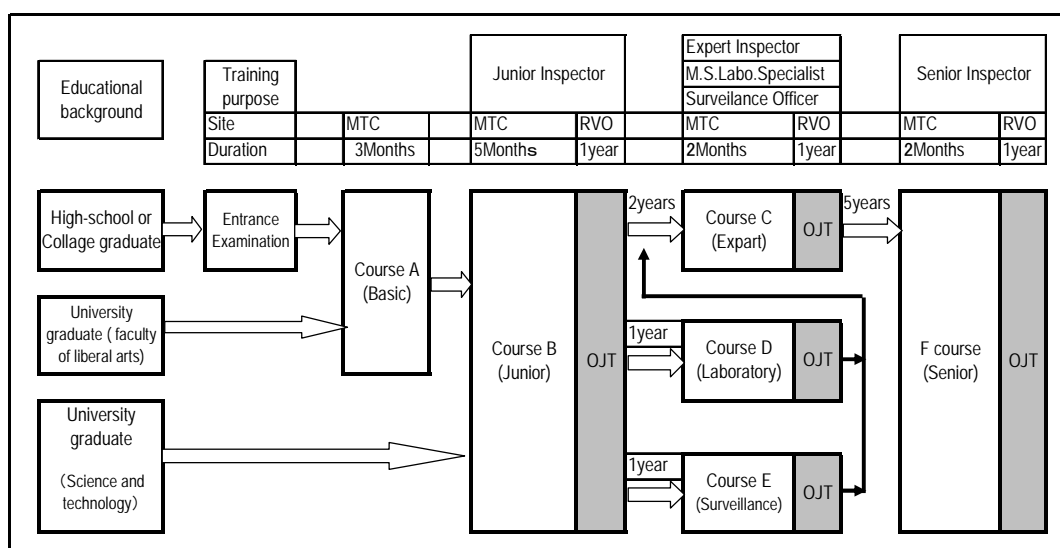 Educational
background
Training
purpose
Junior Inspector
Expert Inspector
M.S.Labo.Specialist
Surveilance Officer
Senior Inspector
Site MTC MTC RVO MTC RVO MTC RVO
Duration 3Months 5Months 1year 2Months 1year 2Months 1year
High-school or
Collage graduate
Entrance
Examination
Course A
(Basic)
University
graduate ( faculty
of liberal arts)
University
graduate
(Science and
technology)
Course B
(Junior)
OJT
2years
Course C
(Expart)
OJT
5years
1year
Course D
(Laboratory)
OJT
1year
Course E
(Surveillance)
OJT
F course
(Senior)
OJT